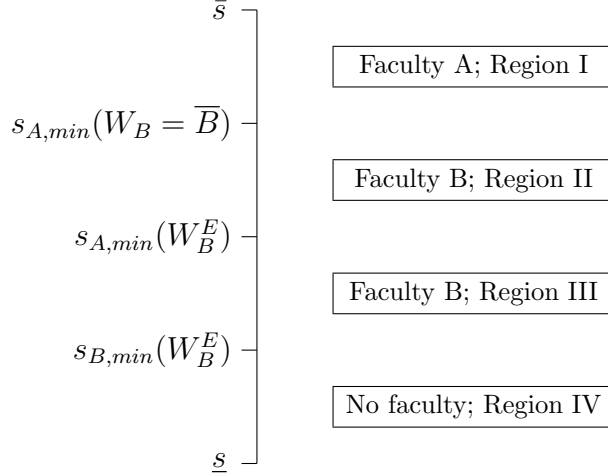 s̄
Faculty A; Region I
s_{A,min}(W_B = \overline{B})
Faculty B; Region II
s_{A,min}(W_B^E)
Faculty B; Region III
s_{B,min}(W_B^E)
No faculty; Region IV
s̲